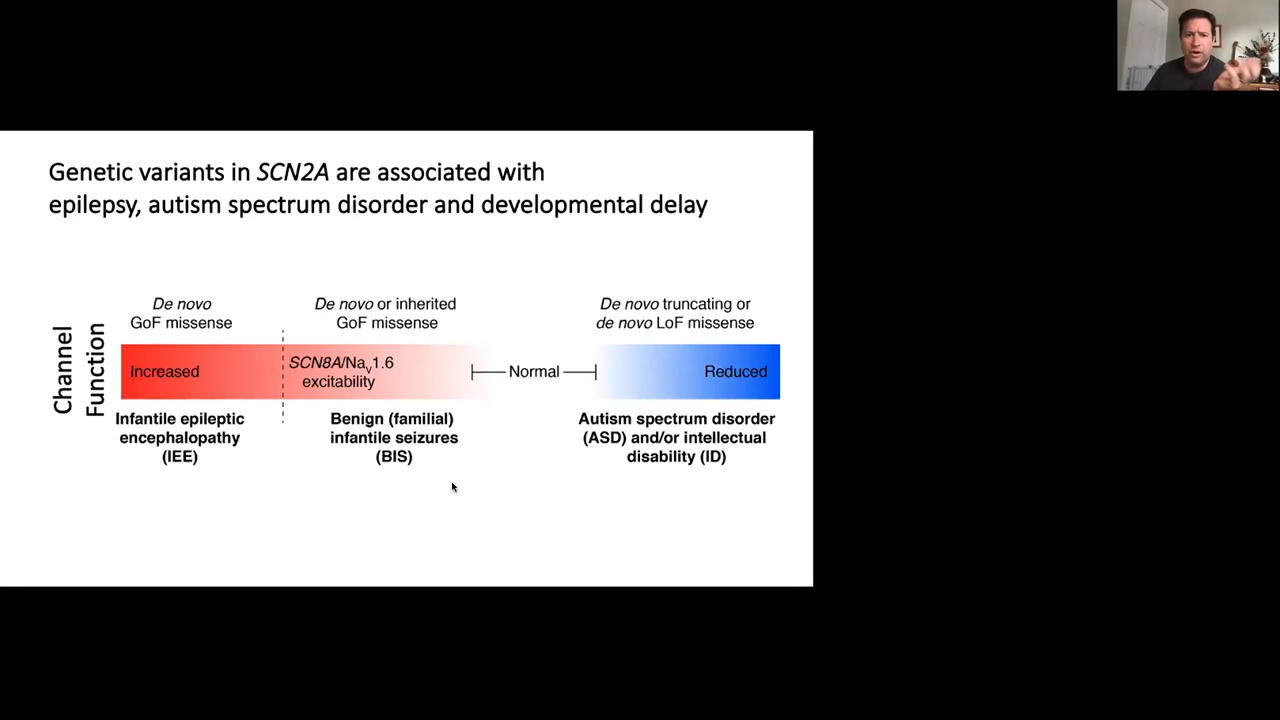 Genetic variants in SCN2A are associated with
epilepsy, autism spectrum disorder and developmental delay
Channel
Function
De novo
GoF missense
De novo or inherited
GoF missense
De novo truncating or
de novo LoF missense
Increased
SCN8A/Nav1.6
excitability
Normal
Reduced
Infantile epileptic
encephalopathy
(IEE)
Benign (familial)
infantile seizures
(BIS)
Autism spectrum disorder
(ASD) and/or intellectual
disability (ID)